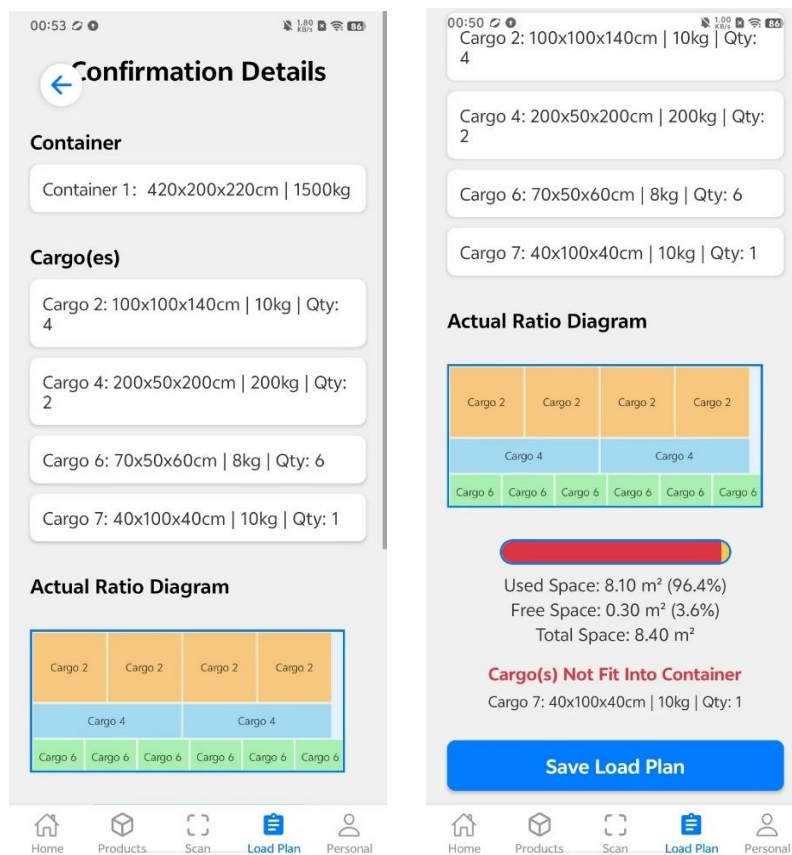 00:53
1.80 KB/s 86
Confirmation Details
Container
Container 1: 420x200x220cm | 1500kg
Cargo(es)
Cargo 2: 100x100x140cm | 10kg | Qty:
4
Cargo 4: 200x50x200cm | 200kg | Qty:
2
Cargo 6: 70x50x60cm | 8kg | Qty: 6
Cargo 7: 40x100x40cm | 10kg | Qty: 1
Actual Ratio Diagram
Cargo 2 Cargo 2 Cargo 2 Cargo 2
Cargo 4 Cargo 4
Cargo 6 Cargo 6 Cargo 6 Cargo 6 Cargo 6 Cargo 6
Home Products Scan Load Plan Personal
00:50
1.00 KB/s 86
Cargo 2: 100x100x140cm | 10kg | Qty:
4
Cargo 4: 200x50x200cm | 200kg | Qty:
2
Cargo 6: 70x50x60cm | 8kg | Qty: 6
Cargo 7: 40x100x40cm | 10kg | Qty: 1
Actual Ratio Diagram
Cargo 2 Cargo 2 Cargo 2 Cargo 2
Cargo 4 Cargo 4
Cargo 6 Cargo 6 Cargo 6 Cargo 6 Cargo 6 Cargo 6
Used Space: 8.10 m² (96.4%)
Free Space: 0.30 m² (3.6%)
Total Space: 8.40 m²
Cargo(s) Not Fit Into Container
Cargo 7: 40x100x40cm | 10kg | Qty: 1
Save Load Plan
Home Products Scan Load Plan Personal